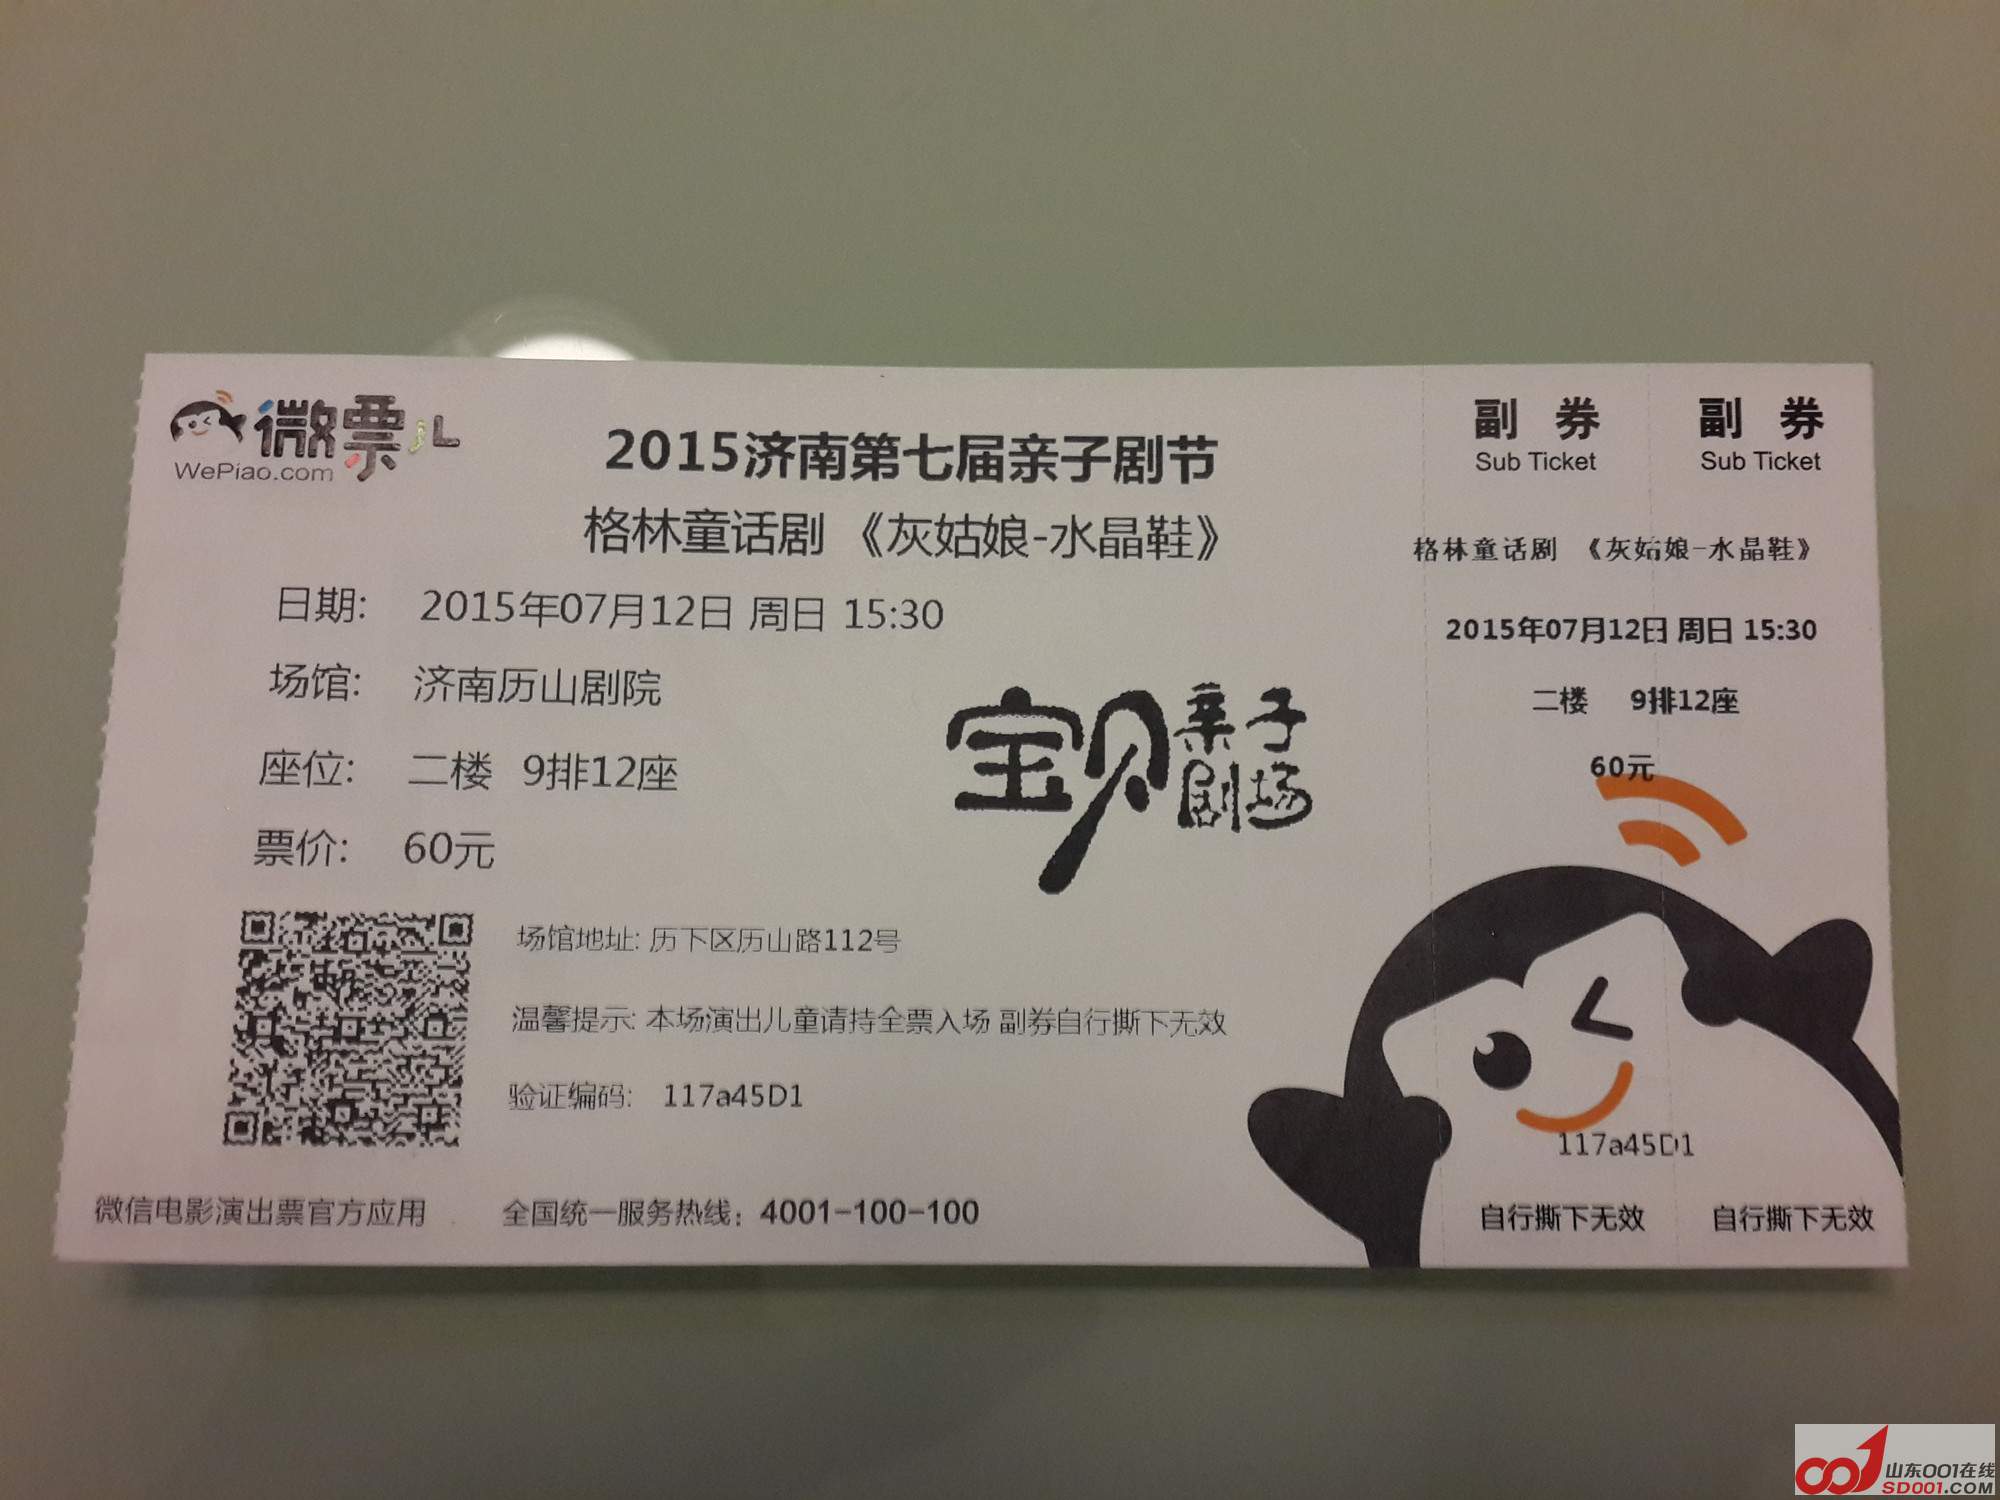 微票儿
WePiao.com
2015济南第七届亲子剧节
格林童话剧 《灰姑娘-水晶鞋》
日期: 2015年07月12日 周日 15:30
场馆: 济南历山剧院
座位: 二楼 9排12座
票价: 60元
宝贝亲子剧场
场馆地址: 历下区历山路112号
温馨提示: 本场演出儿童请持全票入场 副券自行撕下无效
验证编码: 117a45D1
微信电影演出票官方应用 全国统一服务热线: 4001-100-100
副 券 副 券
Sub Ticket Sub Ticket
格林童话剧 《灰姑娘-水晶鞋》
2015年07月12日 周日 15:30
二楼 9排12座
60元
117a45D1
自行撕下无效 自行撕下无效
山东001在线
SD001.COM